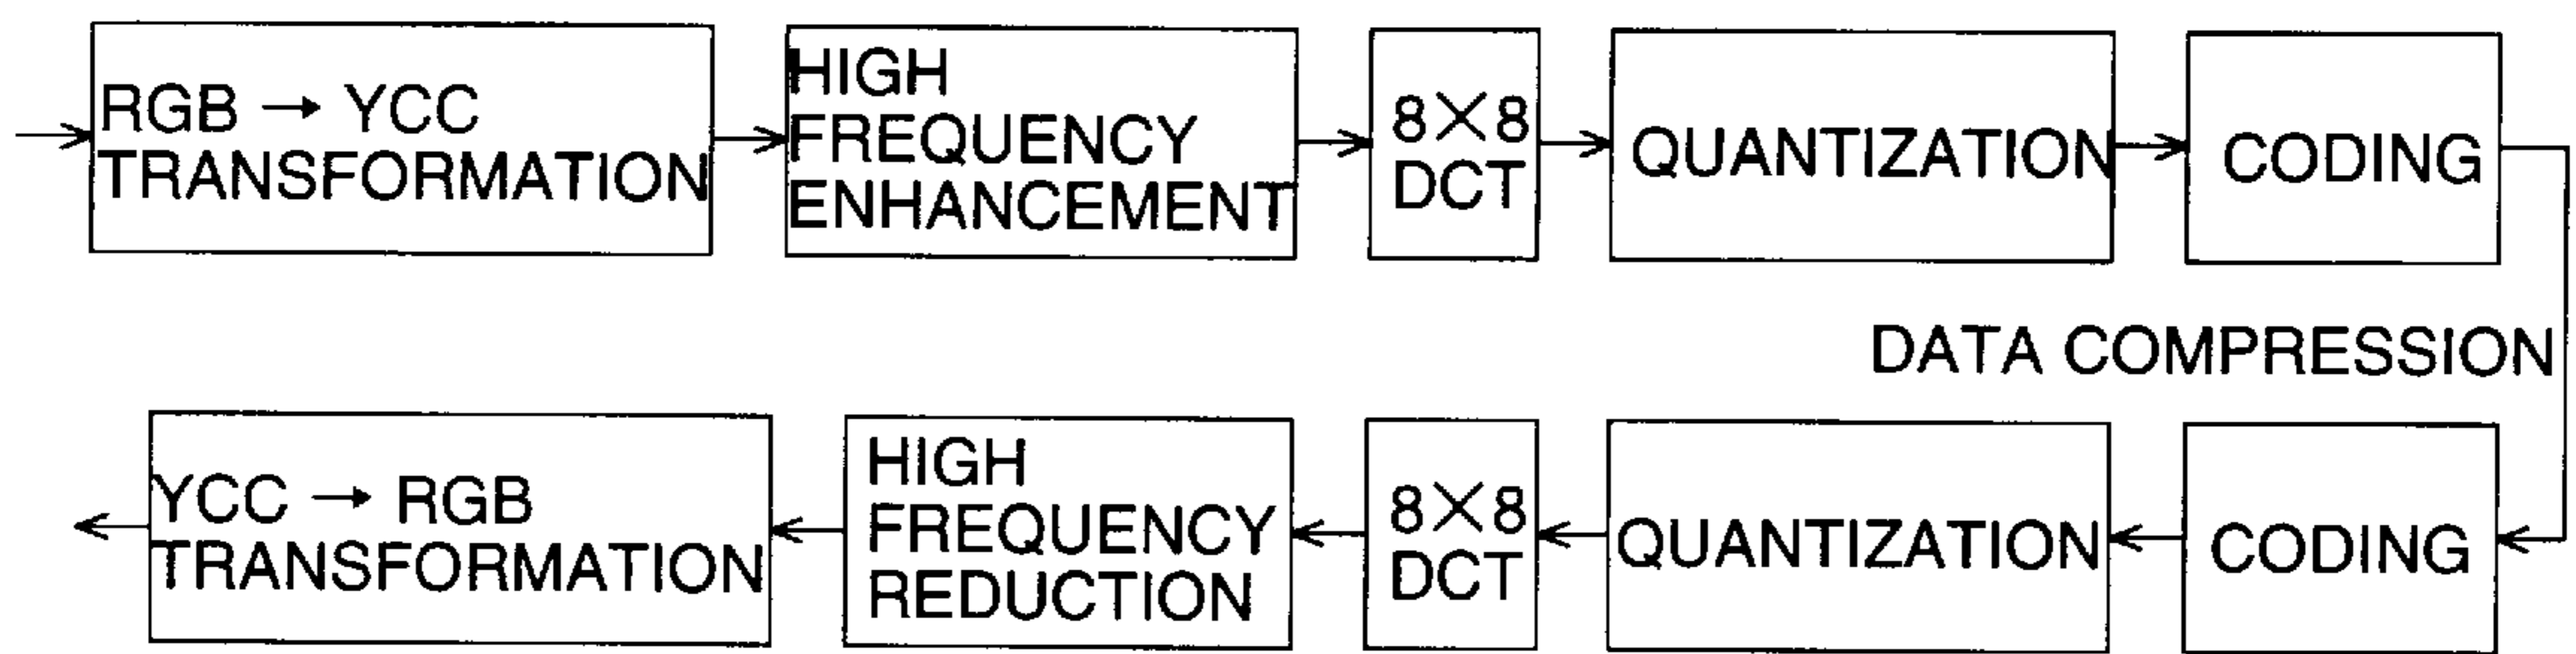 RGB → YCC
TRANSFORMATION
HIGH
FREQUENCY
ENHANCEMENT
8×8
DCT
QUANTIZATION
CODING
DATA COMPRESSION
YCC → RGB
TRANSFORMATION
HIGH
FREQUENCY
REDUCTION
8×8
DCT
QUANTIZATION
CODING